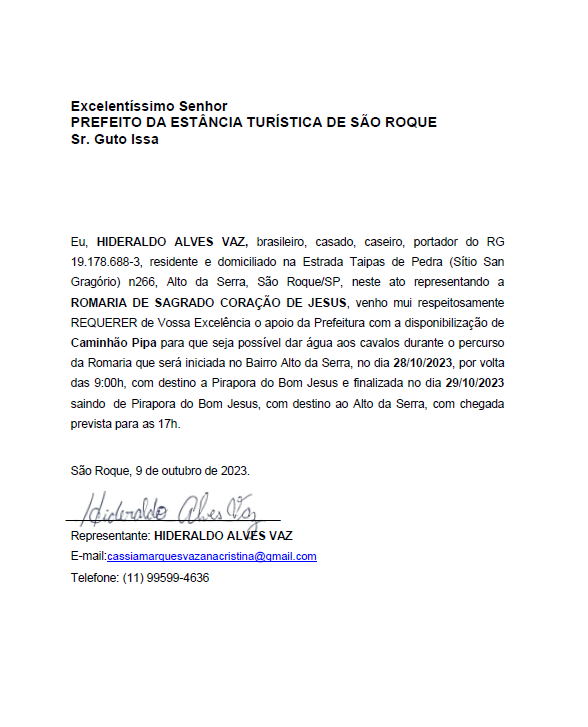 Excelentíssimo Senhor
PREFEITO DA ESTÂNCIA TURÍSTICA DE SÃO ROQUE
Sr. Guto Issa
Eu, HIDERALDO ALVES VAZ, brasileiro, casado, caseiro, portador do RG
19.178.688-3, residente e domiciliado na Estrada Taipas de Pedra (Sítio San
Gragório) n266, Alto da Serra, São Roque/SP, neste ato representando a
ROMARIA DE SAGRADO CORAÇÃO DE JESUS, venho mui respeitosamente
REQUERER de Vossa Excelência o apoio da Prefeitura com a disponibilização de
Caminhão Pipa para que seja possível dar água aos cavalos durante o percurso
da Romaria que será iniciada no Bairro Alto da Serra, no dia 28/10/2023, por volta
das 9:00h, com destino a Pirapora do Bom Jesus e finalizada no dia 29/10/2023
saindo de Pirapora do Bom Jesus, com destino ao Alto da Serra, com chegada
prevista para as 17h.
São Roque, 9 de outubro de 2023.
Hideraldo Alves Vaz
Representante: HIDERALDO ALVES VAZ
E-mail:cassiamarquesvazanacristina@gmail.com
Telefone: (11) 99599-4636